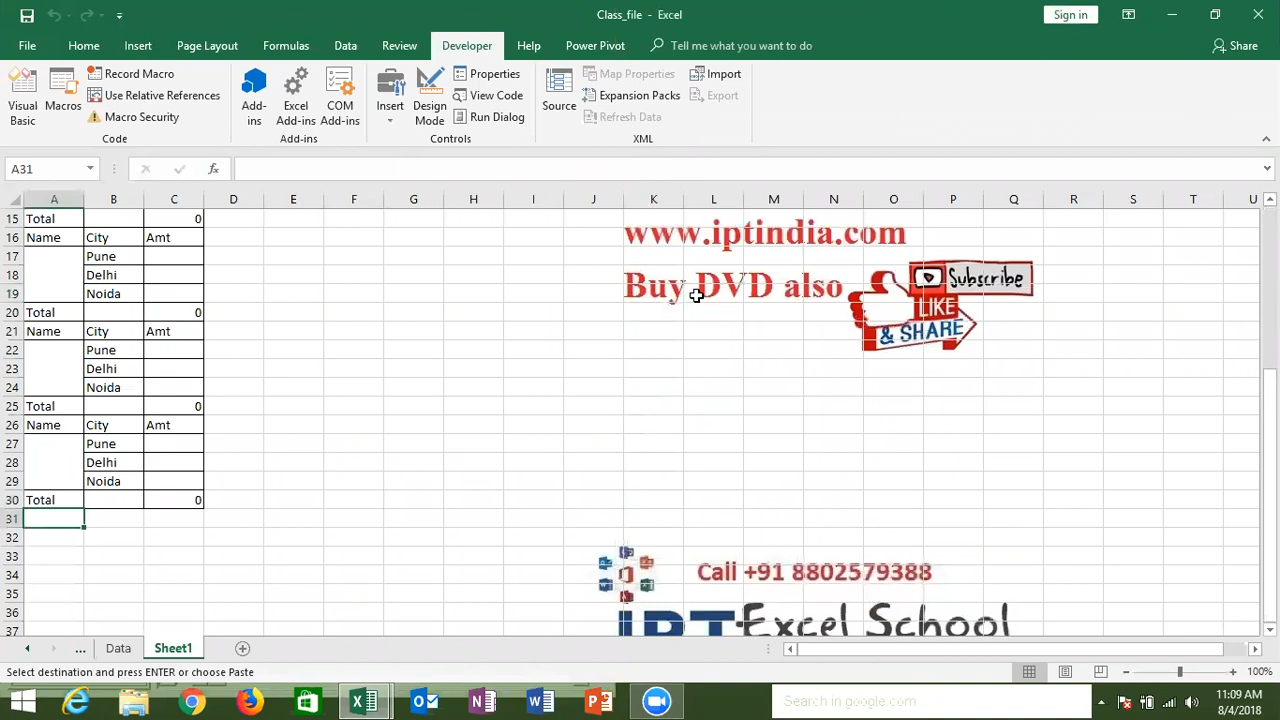 Class_file - Excel
Sign in
File Home Insert Page Layout Formulas Data Review Developer Help Power Pivot Tell me what you want to do Share
Visual Basic
Macros
Record Macro
Use Relative References
Macro Security
Code
Add-ins
Excel Add-ins
COM Add-ins
Add-ins
Insert
Design Mode
Properties
View Code
Run Dialog
Controls
Source
Map Properties
Expansion Packs
Refresh Data
Import
Export
XML
A31
fx
A B C D E F G H I J K L M N O P Q R S T U
15 Total 0
16 Name City Amt
17 Pune
18 Delhi
19 Noida
20 Total 0
21 Name City Amt
22 Pune
23 Delhi
24 Noida
25 Total 0
26 Name City Amt
27 Pune
28 Delhi
29 Noida
30 Total 0
31
32
33
34
35
36
37
www.iptindia.com
Buy DVD also
Subscribe
LIKE
& SHARE
Call +91 8802579388
IPT Excel School
... Data Sheet1
Select destination and press ENTER or choose Paste
100%
Search in google.com
11:09 AM
8/4/2018